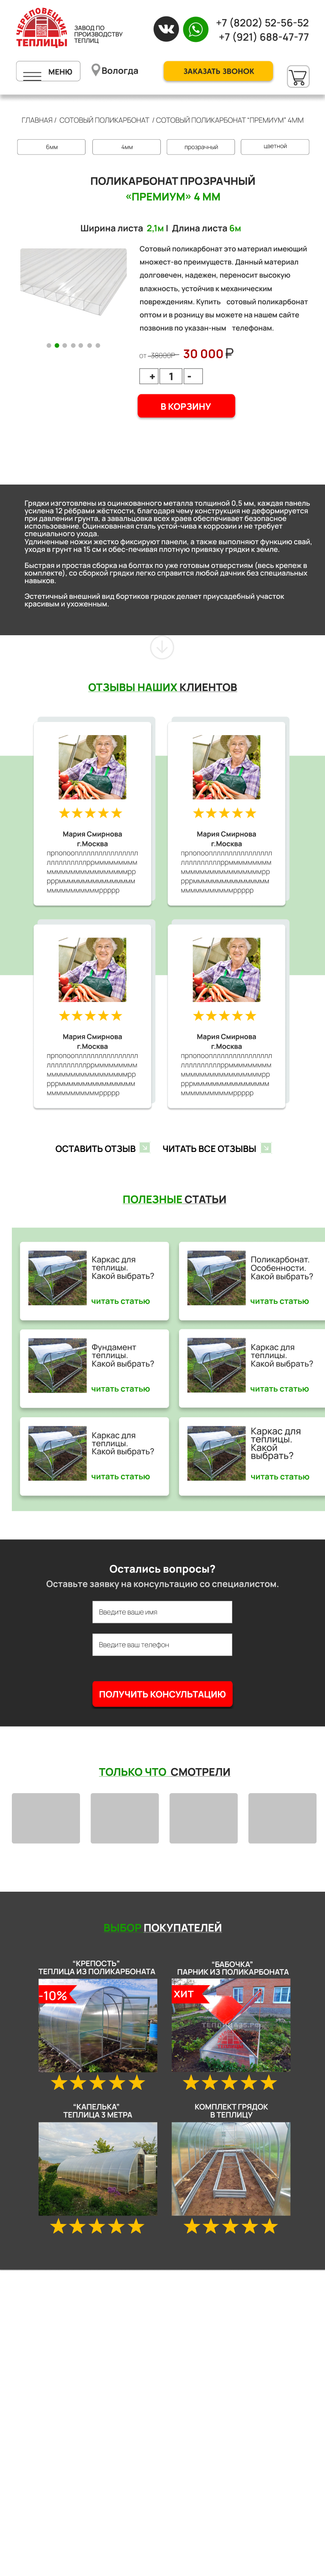 ЧЕРЕПОВЕЦКИЕ
ТЕПЛИЦЫ
ЗАВОД ПО
ПРОИЗВОДСТВУ
ТЕПЛИЦ
+7 (8202) 52-56-52
+7 (921) 688-47-77
МЕНЮ
Вологда
ЗАКАЗАТЬ ЗВОНОК
ГЛАВНАЯ / СОТОВЫЙ ПОЛИКАРБОНАТ / СОТОВЫЙ ПОЛИКАРБОНАТ "ПРЕМИУМ" 4ММ
6мм
4мм
прозрачный
цветной
ПОЛИКАРБОНАТ ПРОЗРАЧНЫЙ
«ПРЕМИУМ» 4 ММ
Ширина листа 2,1м | Длина листа 6м
Сотовый поликарбонат это материал имеющий
множест-во преимуществ. Данный материал
долговечен, надежен, переносит высокую
влажность, устойчив к механическим
повреждениям. Купить сотовый поликарбонат
оптом и в розницу вы можете на нашем сайте
позвонив по указан-ным телефонам.
от 38000Р 30 000 ₽
+ 1 -
В КОРЗИНУ
Грядки изготовлены из оцинкованного металла толщиной 0,5 мм, каждая панель
усилена 12 рёбрами жёсткости, благодаря чему конструкция не деформируется
при давлении грунта, а завальцовка всех краев обеспечивает безопасное
использование. Оцинкованная сталь устой-чива к коррозии и не требует
специального ухода.
Удлиненные ножки жестко фиксируют панели, а также выполняют функцию свай,
уходя в грунт на 15 см и обес-печивая плотную привязку грядки к земле.
Быстрая и простая сборка на болтах по уже готовым отверстиям (весь крепеж в
комплекте), со сборкой грядки легко справится любой дачник без специальных
навыков.
Эстетичный внешний вид бортиков грядок делает приусадебный участок
красивым и ухоженным.
ОТЗЫВЫ НАШИХ КЛИЕНТОВ
Мария Смирнова
г.Москва
Мария Смирнова
г.Москва
Мария Смирнова
г.Москва
Мария Смирнова
г.Москва
ОСТАВИТЬ ОТЗЫВ
ЧИТАТЬ ВСЕ ОТЗЫВЫ
ПОЛЕЗНЫЕ СТАТЬИ
Каркас для
теплицы.
Какой выбрать?
читать статью
Поликарбонат.
Особенности.
Какой выбрать?
читать статью
Фундамент
теплицы.
Какой выбрать?
читать статью
Каркас для
теплицы.
Какой выбрать?
читать статью
Каркас для
теплицы.
Какой выбрать?
читать статью
Каркас для
теплицы.
Какой
выбрать?
читать статью
Остались вопросы?
Оставьте заявку на консультацию со специалистом.
Введите ваше имя
Введите ваш телефон
ПОЛУЧИТЬ КОНСУЛЬТАЦИЮ
ТОЛЬКО ЧТО СМОТРЕЛИ
ВЫБОР ПОКУПАТЕЛЕЙ
"КРЕПОСТЬ"
ТЕПЛИЦА ИЗ ПОЛИКАРБОНАТА
-10%
"БАБОЧКА"
ПАРНИК ИЗ ПОЛИКАРБОНАТА
ХИТ
"КАПЕЛЬКА"
ТЕПЛИЦА 3 МЕТРА
КОМПЛЕКТ ГРЯДОК
В ТЕПЛИЦУ